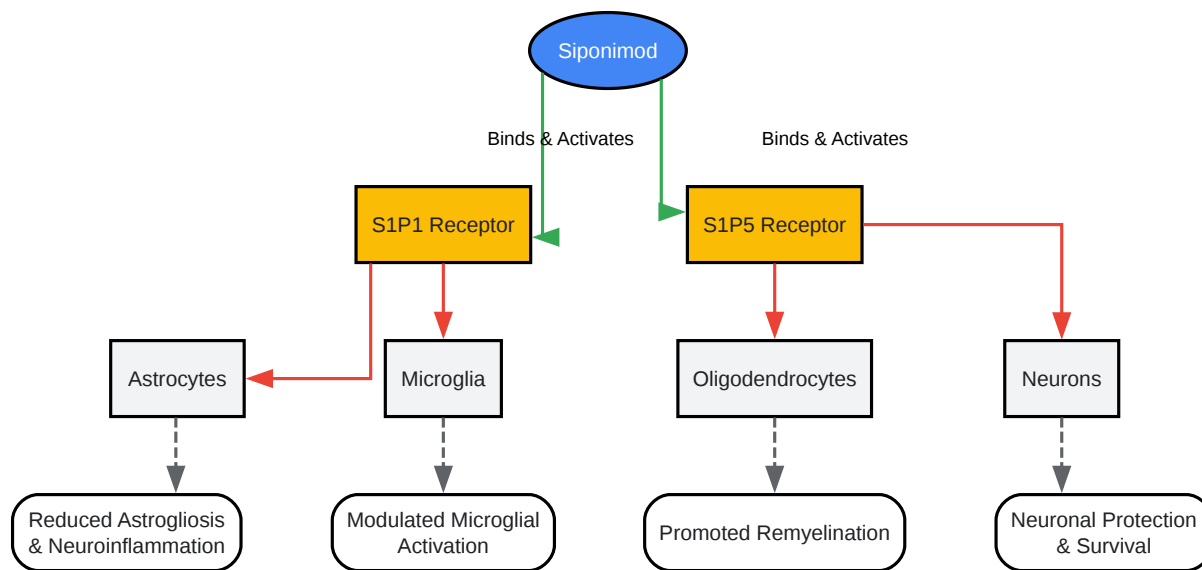 Siponimod
Binds & Activates
Binds & Activates
S1P1 Receptor
S1P5 Receptor
Astrocytes
Microglia
Oligodendrocytes
Neurons
Reduced Astrogliosis
& Neuroinflammation
Modulated Microglial
Activation
Promoted Remyelination
Neuronal Protection
& Survival